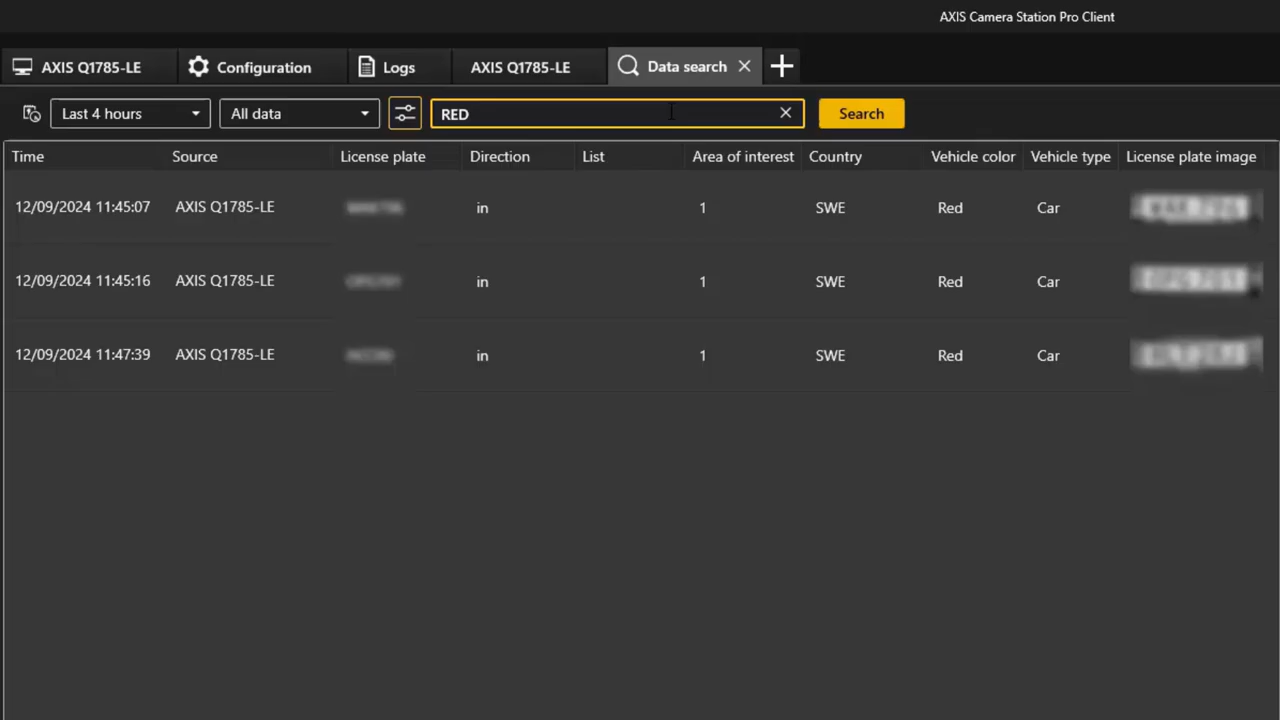 AXIS Camera Station Pro Client
AXIS Q1785-LE Configuration Logs AXIS Q1785-LE Data search
Last 4 hours All data RED Search
Time Source License plate Direction List Area of interest Country Vehicle color Vehicle type License plate image
12/09/2024 11:45:07 AXIS Q1785-LE in 1 SWE Red Car
12/09/2024 11:45:16 AXIS Q1785-LE in 1 SWE Red Car
12/09/2024 11:47:39 AXIS Q1785-LE in 1 SWE Red Car